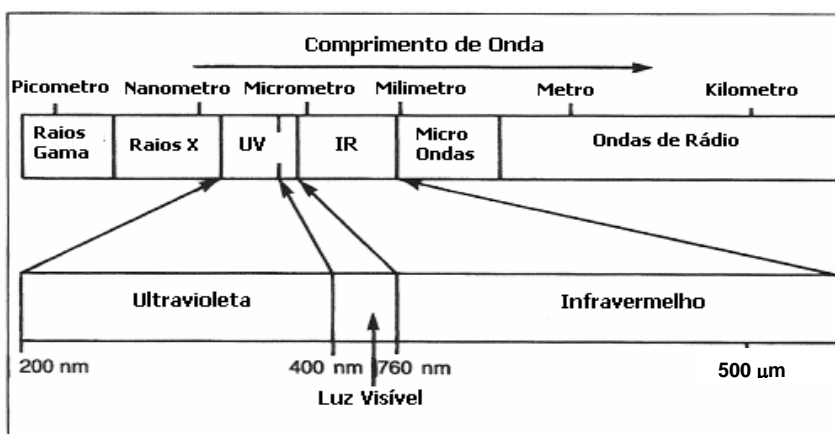 Comprimento de Onda
Picometro Nanometro Micrometro Milimetro Metro Kilometro
Raios Gama Raios X UV IR Micro Ondas Ondas de Rádio
Ultravioleta Infravermelho
200 nm 400 nm 760 nm 500 µm
Luz Visível